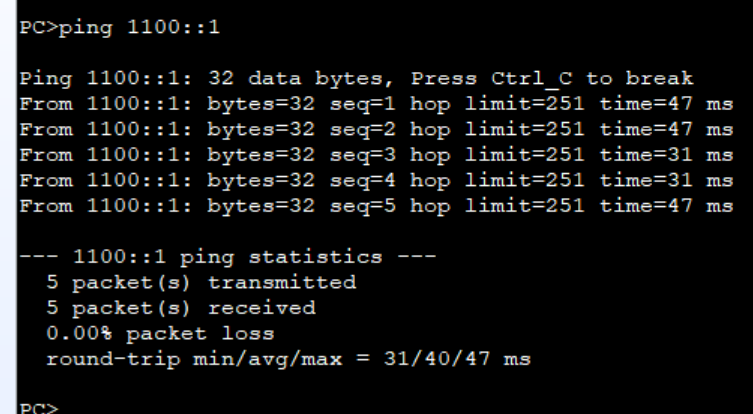 PC>ping 1100::1
Ping 1100::1: 32 data bytes, Press Ctrl_C to break
From 1100::1: bytes=32 seq=1 hop limit=251 time=47 ms
From 1100::1: bytes=32 seq=2 hop limit=251 time=47 ms
From 1100::1: bytes=32 seq=3 hop limit=251 time=31 ms
From 1100::1: bytes=32 seq=4 hop limit=251 time=31 ms
From 1100::1: bytes=32 seq=5 hop limit=251 time=47 ms
--- 1100::1 ping statistics ---
5 packet(s) transmitted
5 packet(s) received
0.00% packet loss
round-trip min/avg/max = 31/40/47 ms
PC>